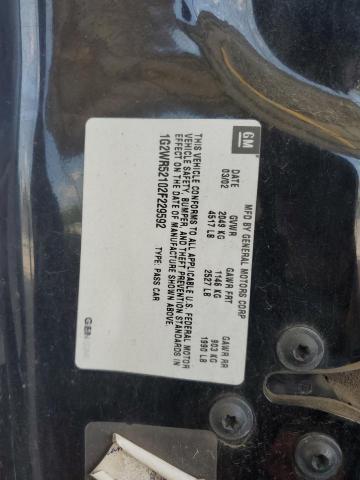 GM
MFD BY GENERAL MOTORS CORP
DATE GVWR GAWR FRT GAWR RR
03/02 2049 KG 1146 KG 903 KG
4517 LB 2527 LB 1990 LB
THIS VEHICLE CONFORMS TO ALL APPLICABLE U.S. FEDERAL MOTOR
VEHICLE SAFETY, BUMPER, AND THEFT PREVENTION STANDARDS IN
EFFECT ON THE DATE OF MANUFACTURE SHOWN ABOVE.
1G2WR52102F229592 TYPE: PASS CAR